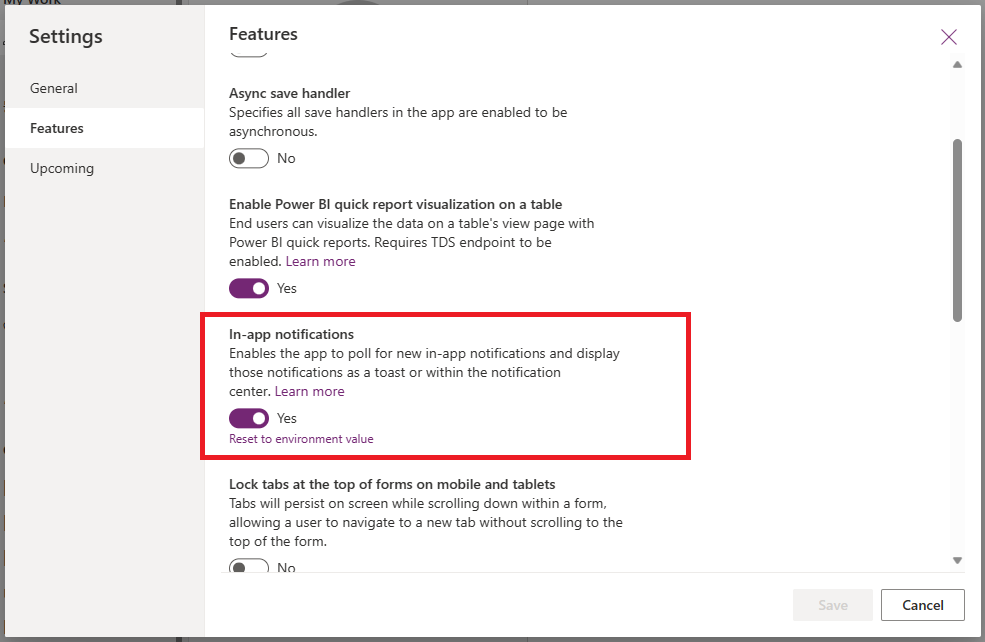 My Work
Settings
General
Features
Upcoming
Features
Async save handler
Specifies all save handlers in the app are enabled to be
asynchronous.
No
Enable Power BI quick report visualization on a table
End users can visualize the data on a table's view page with
Power BI quick reports. Requires TDS endpoint to be
enabled. Learn more
Yes
In-app notifications
Enables the app to poll for new in-app notifications and display
those notifications as a toast or within the notification
center. Learn more
Yes
Reset to environment value
Lock tabs at the top of forms on mobile and tablets
Tabs will persist on screen while scrolling down within a form,
allowing a user to navigate to a new tab without scrolling to the
top of the form.
No
Save
Cancel